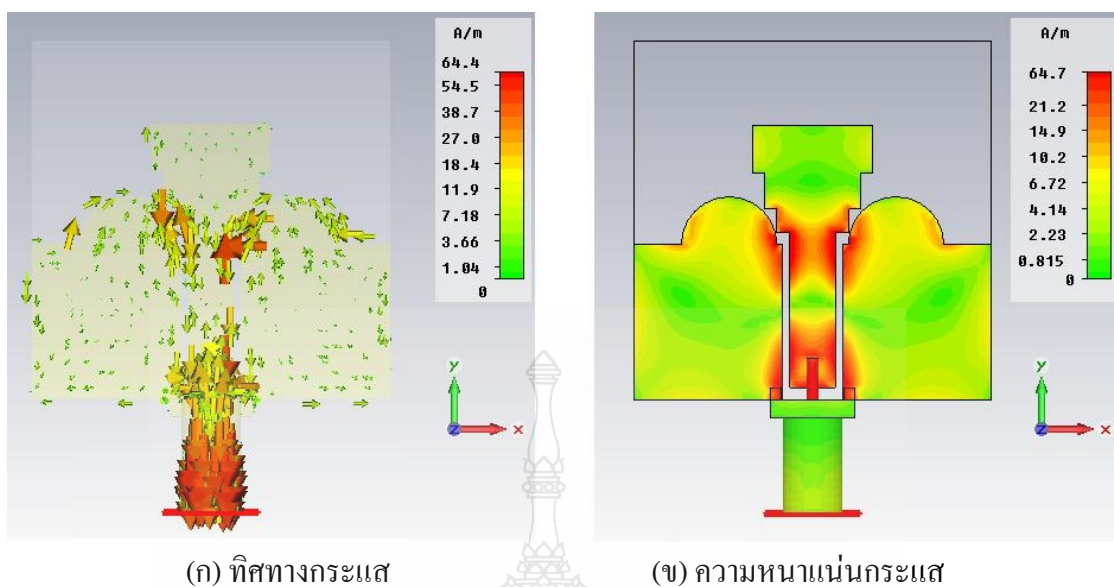 A/m
64.4
54.5
38.7
27.0
18.4
11.9
7.18
3.66
1.04
0
y
z
x
A/m
64.7
21.2
14.9
10.2
6.72
4.14
2.23
0.815
0
y
z
x
(ก) ทิศทางกระแส
(ข) ความหนาแน่นกระแส